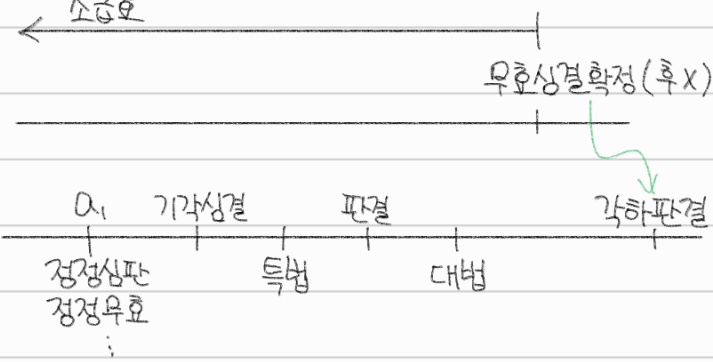 소급효
무효심결확정(후X)
a₁ 기각심결 판결 각하판결
정정심판 특법 대법
정정무효
⋮